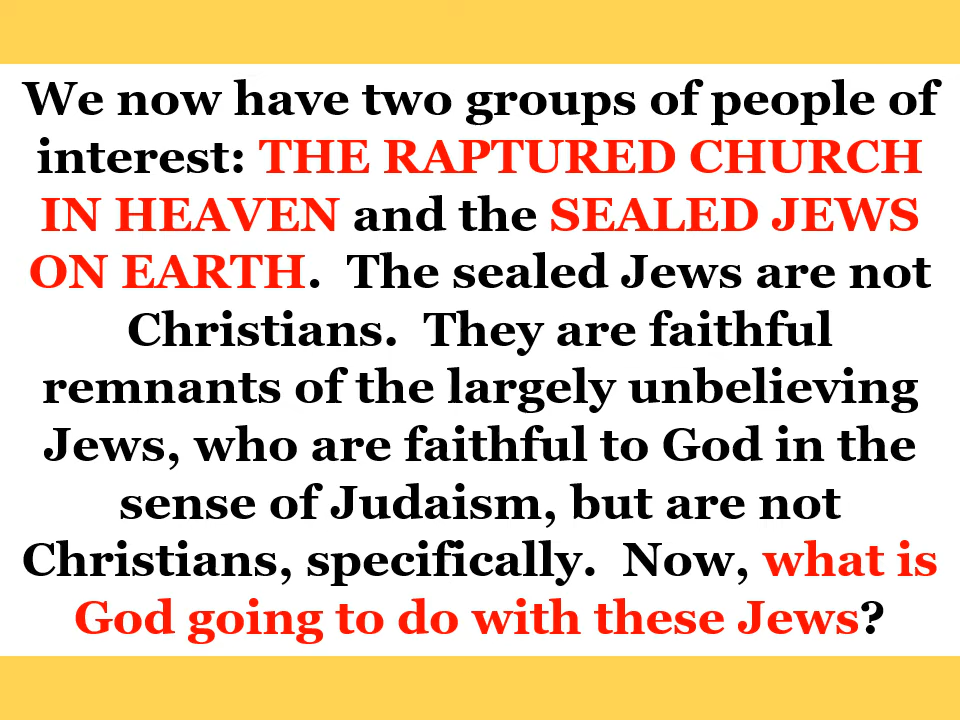 We now have two groups of people of
interest: THE RAPTURED CHURCH
IN HEAVEN and the SEALED JEWS
ON EARTH.  The sealed Jews are not
Christians.  They are faithful
remnants of the largely unbelieving
Jews, who are faithful to God in the
sense of Judaism, but are not
Christians, specifically.  Now, what is
God going to do with these Jews?